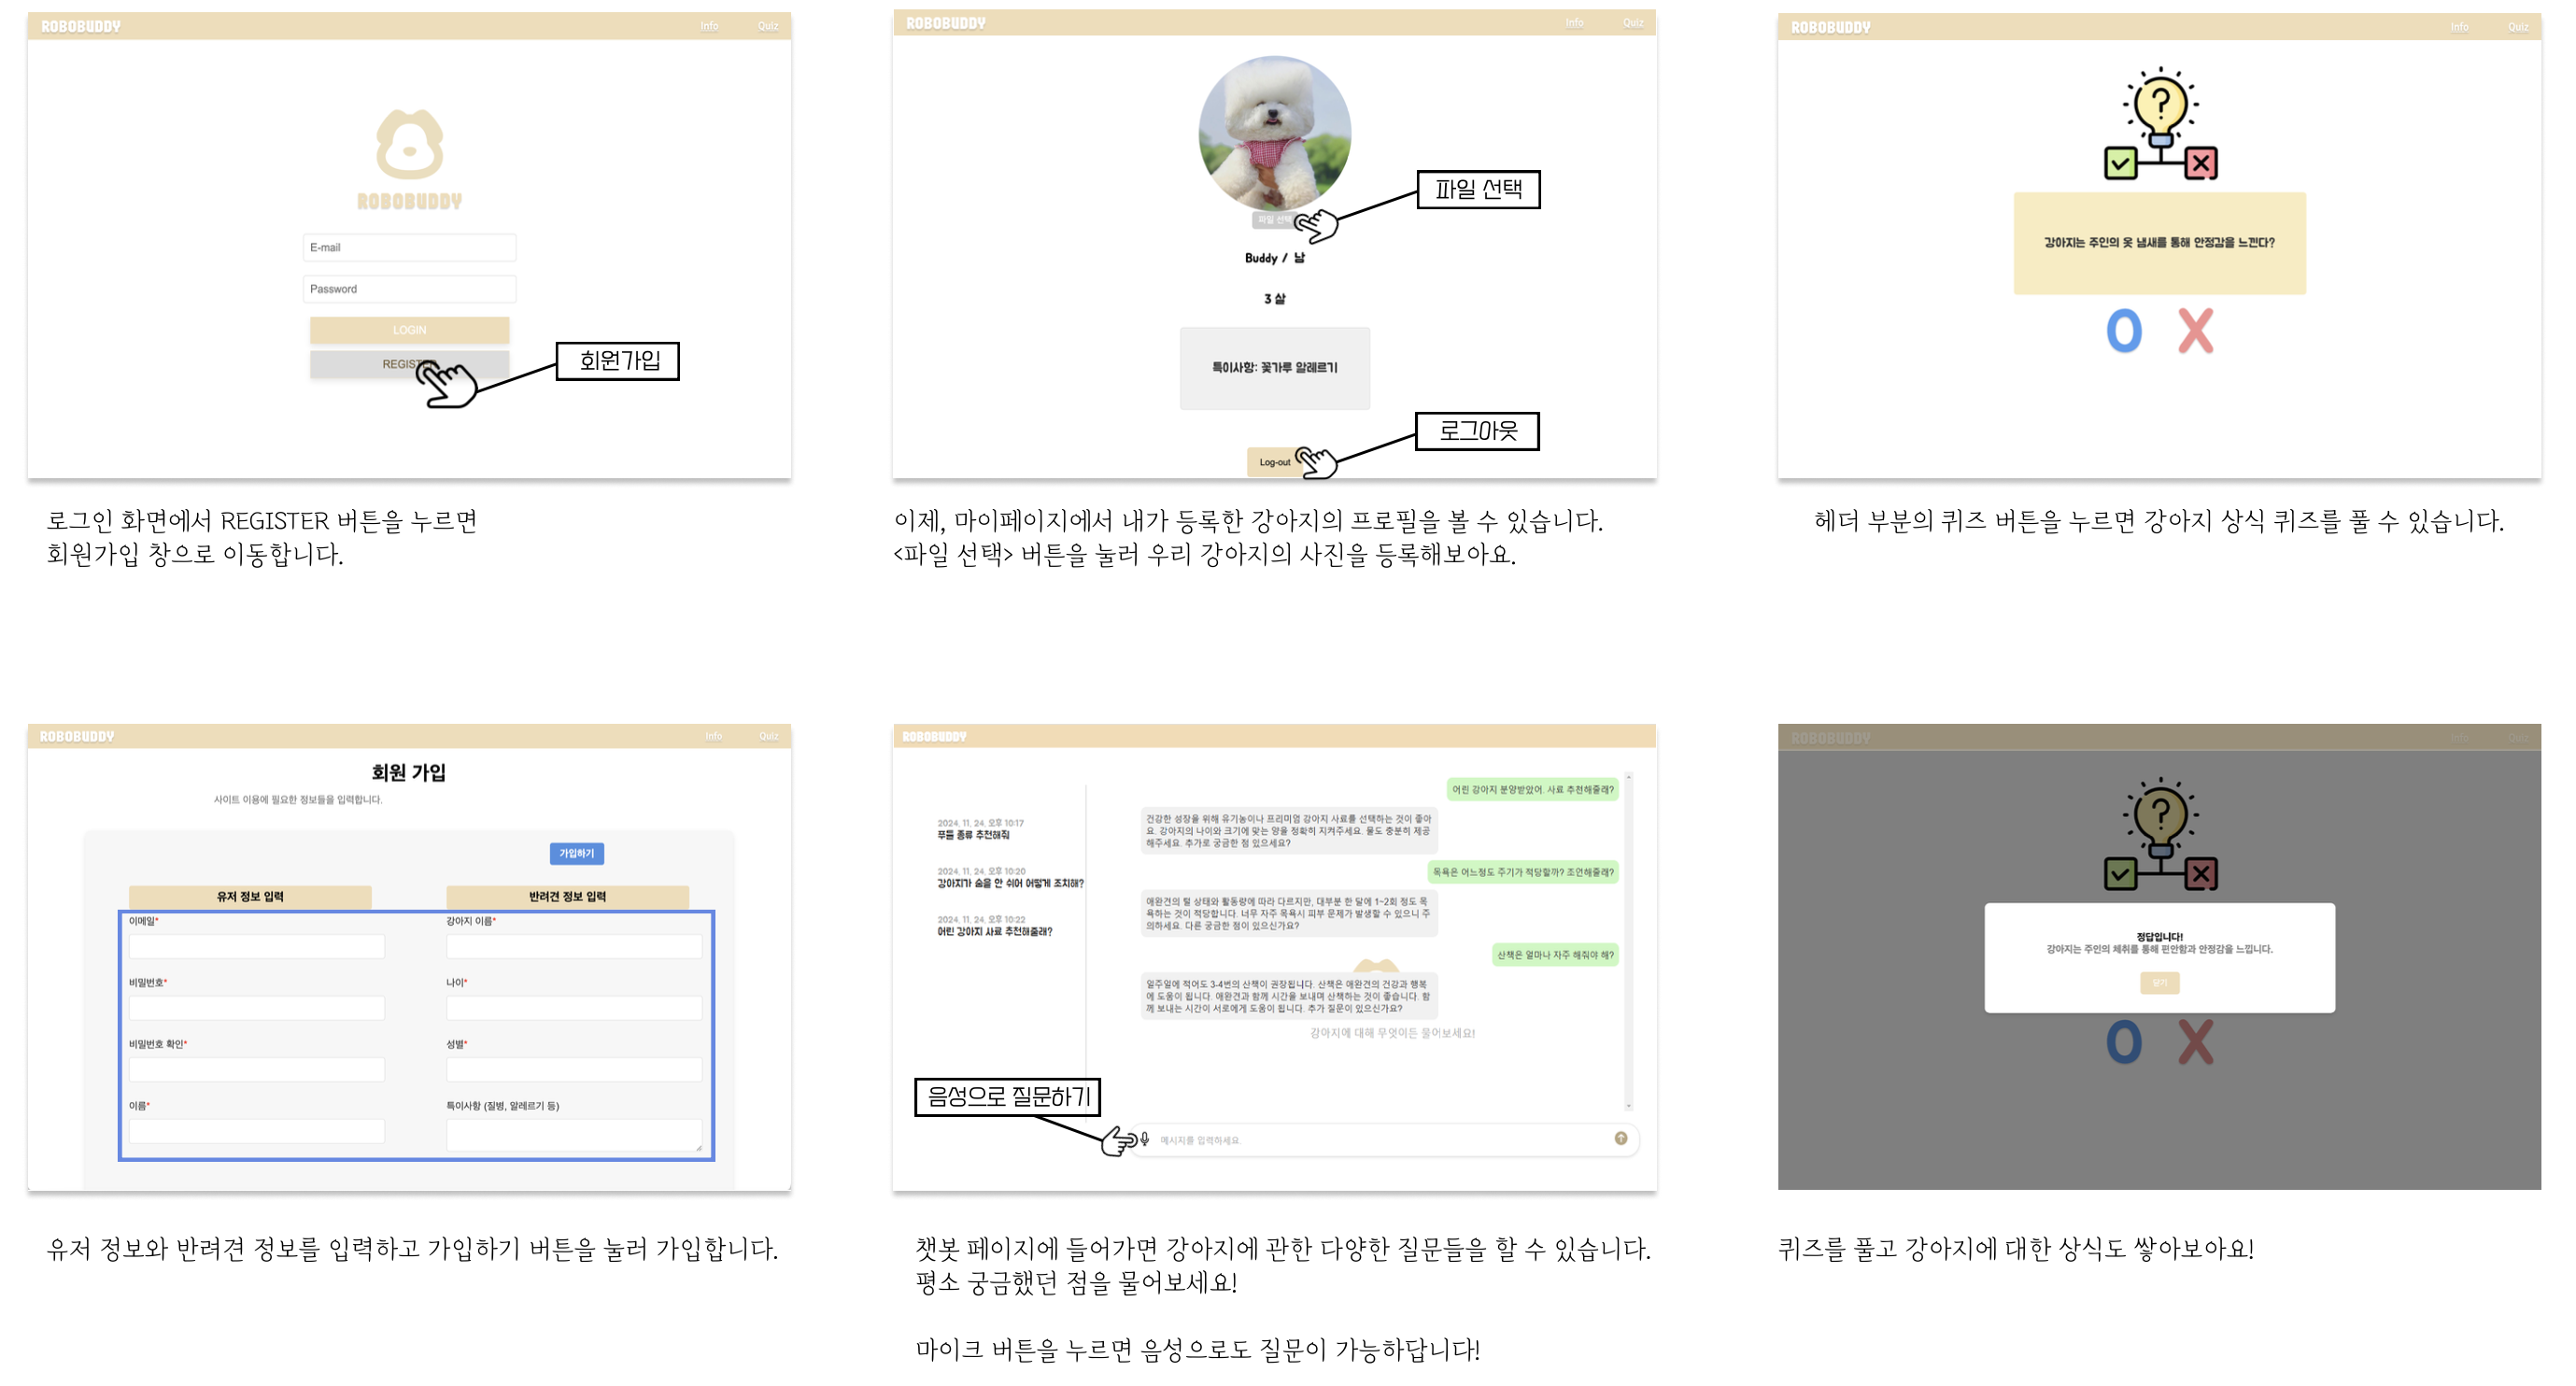 ROBOBUDDY
Info
Quiz
ROBOBUDDY
E-mail
Password
LOGIN
REGISTER
회원가입
로그인 화면에서 REGISTER 버튼을 누르면
회원가입 창으로 이동합니다.
ROBOBUDDY
Info
Quiz
파일 선택
파일 선택
Buddy / 남
3 살
특이사항: 꽃가루 알레르기
로그아웃
Log-out
이제, 마이페이지에서 내가 등록한 강아지의 프로필을 볼 수 있습니다.
<파일 선택> 버튼을 눌러 우리 강아지의 사진을 등록해보아요.
ROBOBUDDY
Info
Quiz
강아지는 주인의 옷 냄새를 통해 안정감을 느낀다?
O X
헤더 부분의 퀴즈 버튼을 누르면 강아지 상식 퀴즈를 풀 수 있습니다.
ROBOBUDDY
Info
Quiz
회원 가입
사이트 이용에 필요한 정보들을 입력합니다.
가입하기
유저 정보 입력
반려견 정보 입력
이메일*
강아지 이름*
비밀번호*
나이*
비밀번호 확인*
성별*
이름*
특이사항 (질병, 알레르기 등)
유저 정보와 반려견 정보를 입력하고 가입하기 버튼을 눌러 가입합니다.
ROBOBUDDY
2024. 11. 24. 오후 10:17
푸들 종류 추천해줘
2024. 11. 24. 오후 10:20
강아지가 숨을 안 쉬어 어떻게 조치해?
2024. 11. 24. 오후 10:22
어린 강아지 사료 추천해줄래?
어린 강아지 분양받았어. 사료 추천해줄래?
건강한 성장을 위해 유기농이나 프리미엄 강아지 사료를 선택하는 것이 좋아
요. 강아지의 나이와 크기에 맞는 양을 정확히 지켜주세요. 물도 충분히 제공
해주세요. 추가로 궁금한 점 있으세요?
목욕은 어느정도 주기가 적당할까? 조언해줄래?
애완견의 털 상태와 활동량에 따라 다르지만, 대부분 한 달에 1~2회 정도 목
욕하는 것이 적당합니다. 너무 자주 목욕시 피부 문제가 발생할 수 있으니 주
의하세요. 다른 궁금한 점이 있으신가요?
산책은 얼마나 자주 해줘야 해?
일주일에 적어도 3-4번의 산책이 권장됩니다. 산책은 애완견의 건강과 행복
에 도움이 됩니다. 애완견과 함께 시간을 보내며 산책하는 것이 좋습니다. 함
께 보내는 시간이 서로에게 도움이 됩니다. 추가 질문이 있으신가요?
강아지에 대해 무엇이든 물어보세요!
음성으로 질문하기
메시지를 입력하세요.
챗봇 페이지에 들어가면 강아지에 관한 다양한 질문들을 할 수 있습니다.
평소 궁금했던 점을 물어보세요!
마이크 버튼을 누르면 음성으로도 질문이 가능하답니다!
ROBOBUDDY
Info
Quiz
정답입니다!
강아지는 주인의 체취를 통해 편안함과 안정감을 느낍니다.
닫기
O X
퀴즈를 풀고 강아지에 대한 상식도 쌓아보아요!